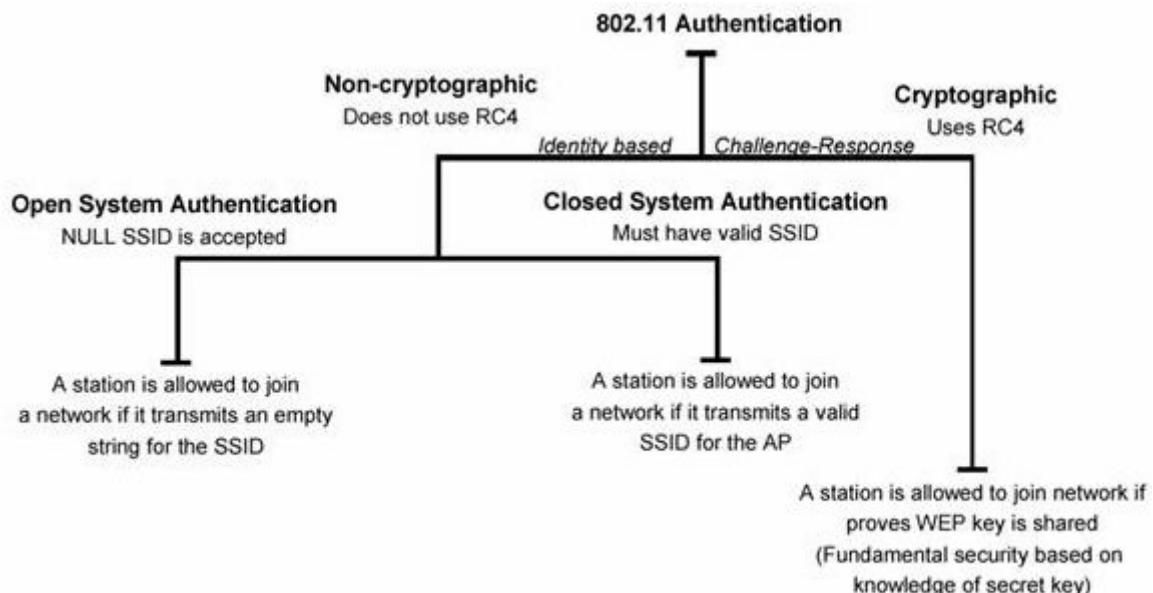 802.11 Authentication
Non-cryptographic
Does not use RC4
Cryptographic
Uses RC4
Identity based
Challenge-Response
Open System Authentication
NULL SSID is accepted
Closed System Authentication
Must have valid SSID
A station is allowed to join
a network if it transmits an empty
string for the SSID
A station is allowed to join
a network if it transmits a valid
SSID for the AP
A station is allowed to join network if
proves WEP key is shared
(Fundamental security based on
knowledge of secret key)